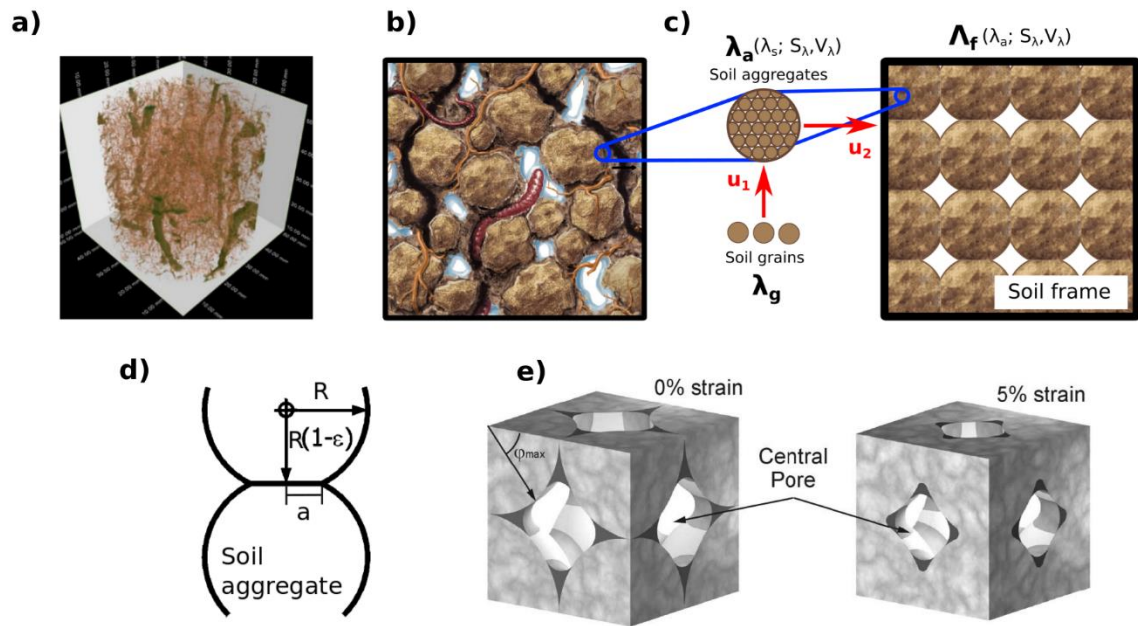 a)
b)
c)
λa(λs; Sλ,Vλ)
Soil aggregates
Λf (λa; Sλ,Vλ)
u1
u2
Soil grains
λg
Soil frame
d)
R
R(1-ε)
a
Soil
aggregate
e)
0% strain
5% strain
φmax
Central
Pore